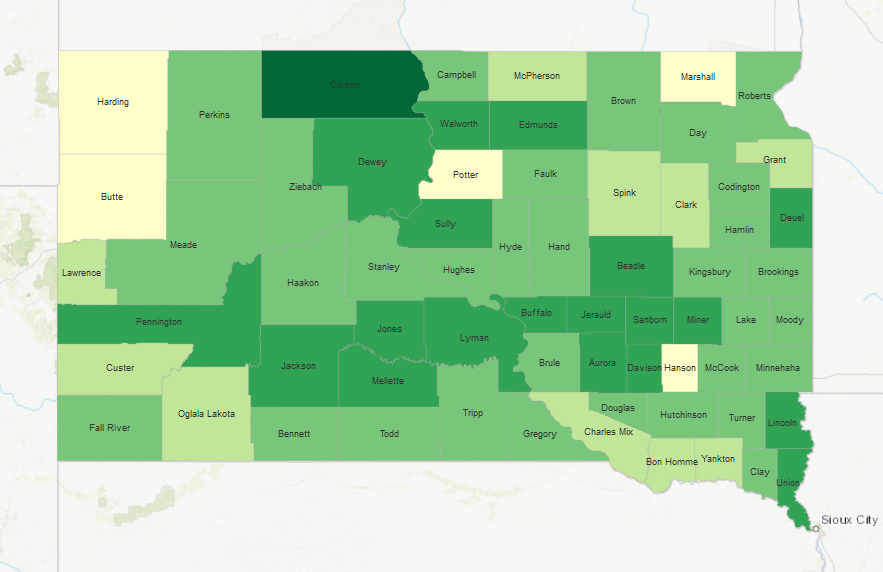 Harding
Perkins
Corson
Campbell
McPherson
Brown
Marshall
Roberts
Walworth
Edmunds
Day
Dewey
Ziebach
Potter
Faulk
Grant
Butte
Spink
Clark
Codington
Meade
Sully
Hyde
Hand
Hamlin
Deuel
Lawrence
Haakon
Stanley
Hughes
Beadle
Kingsbury
Brookings
Pennington
Jones
Lyman
Buffalo
Jerauld
Sanborn
Miner
Lake
Moody
Custer
Jackson
Mellette
Brule
Aurora
Davison
Hanson
McCook
Minnehaha
Fall River
Oglala Lakota
Bennett
Todd
Tripp
Gregory
Charles Mix
Douglas
Hutchinson
Turner
Lincoln
Bon Homme
Yankton
Clay
Union
Sioux City